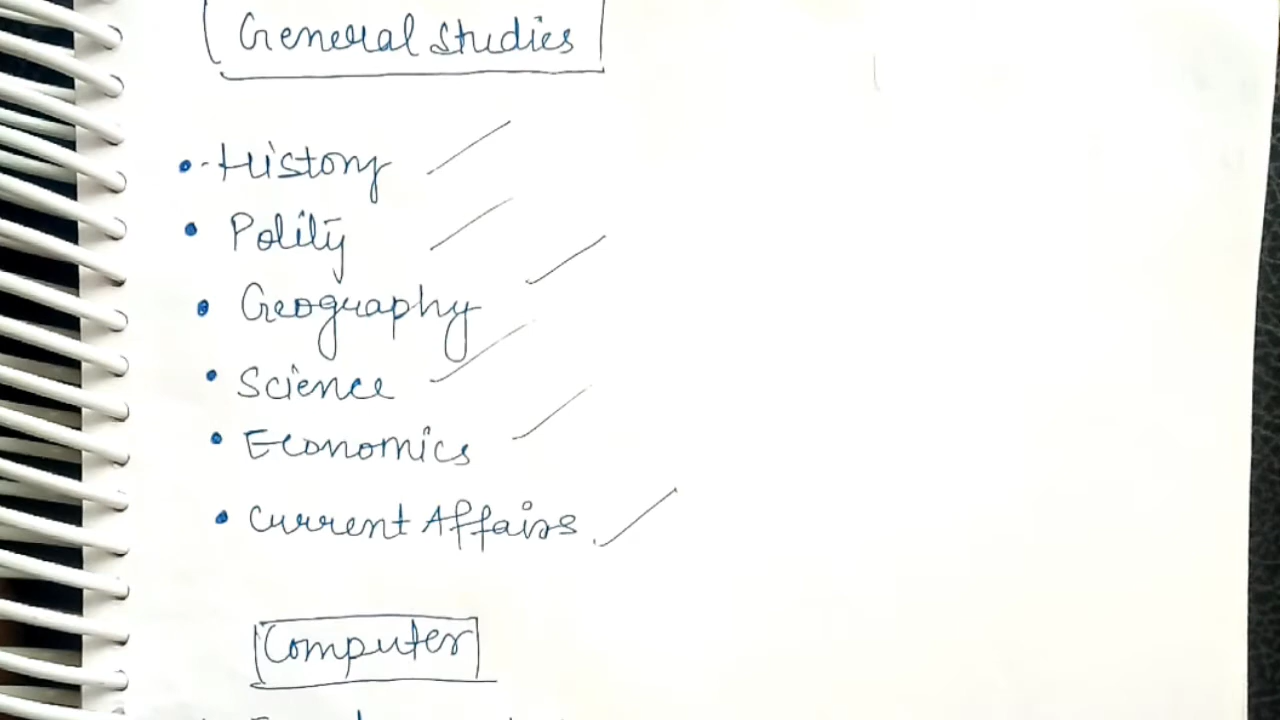 General Studies
• History
• Polity
• Geography
• Science
• Economics
• Current Affairs
Computer